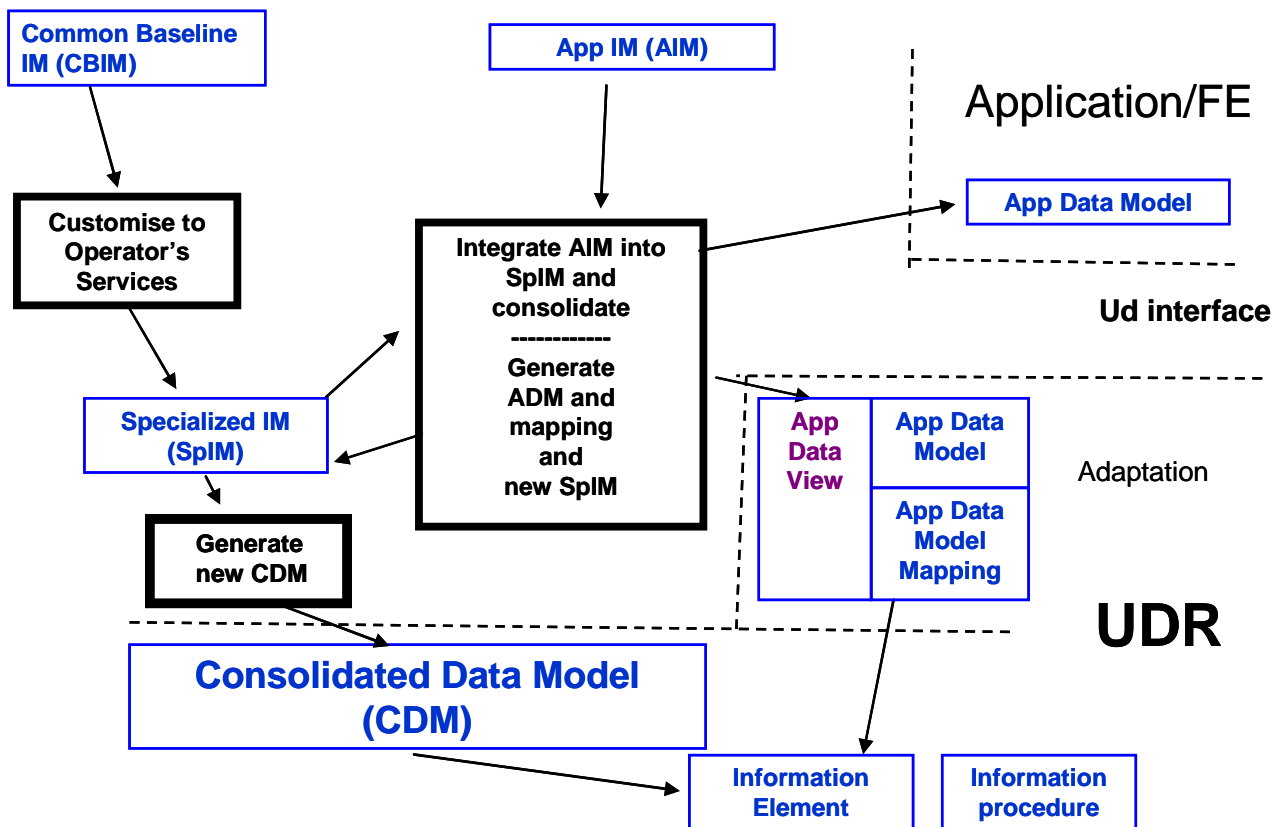 Common Baseline
IM (CBIM)
App IM (AIM)
Application/FE
Customise to
Operator’s
Services
Integrate AIM into
SpIM and
consolidate
------------
Generate
ADM and
mapping
and
new SpIM
App Data Model
Ud interface
Specialized IM
(SpIM)
App
Data
View
App Data
Model
App Data
Model
Mapping
Adaptation
Generate
new CDM
UDR
Consolidated Data Model
(CDM)
Information
Element
Information
procedure